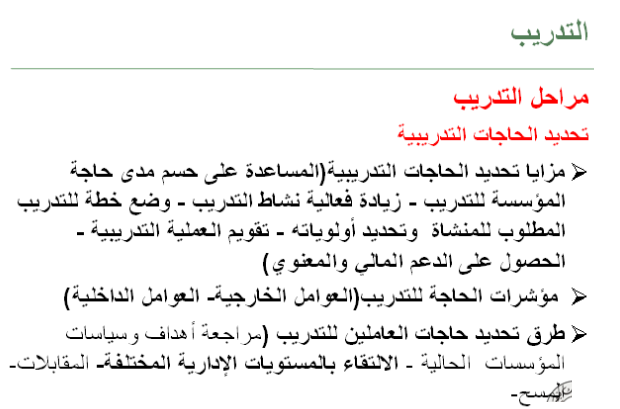 التدريب
مراحل التدريب
تحديد الحاجات التدريبية
مزايا تحديد الحاجات التدريبية(المساعدة على حسم مدى حاجة
المؤسسة للتدريب - زيادة فعالية نشاط التدريب - وضع خطة للتدريب
المطلوب للمنشاة وتحديد أولوياته - تقويم العملية التدريبية -
الحصول على الدعم المالي والمعنوي)
مؤشرات الحاجة للتدريب(العوامل الخارجية- العوامل الداخلية)
طرق تحديد حاجات العاملين للتدريب (مراجعة أهداف وسياسات
المؤسسات الحالية - الالتقاء بالمستويات الإدارية المختلفة- المقابلات-
المسح-